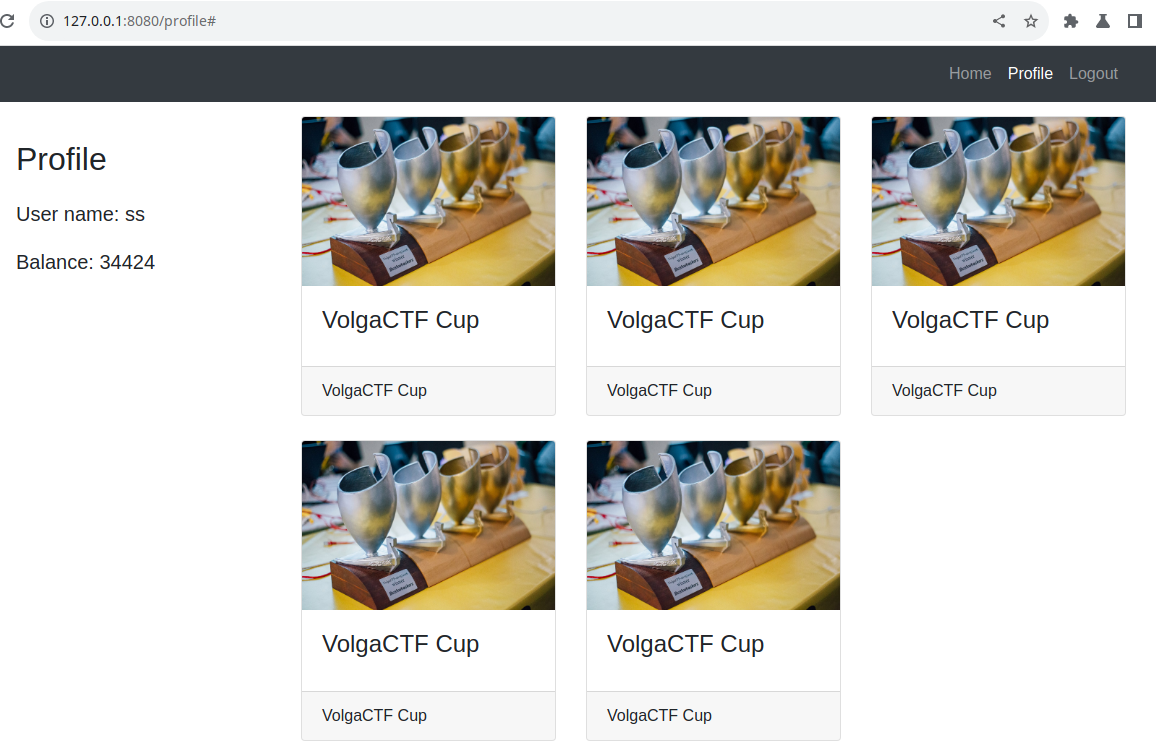 127.0.0.1:8080/profile#
Home Profile Logout
Profile
User name: ss
Balance: 34424
VolgaCTF Cup VolgaCTF Cup VolgaCTF Cup
VolgaCTF Cup VolgaCTF Cup VolgaCTF Cup
VolgaCTF Cup VolgaCTF Cup
VolgaCTF Cup VolgaCTF Cup